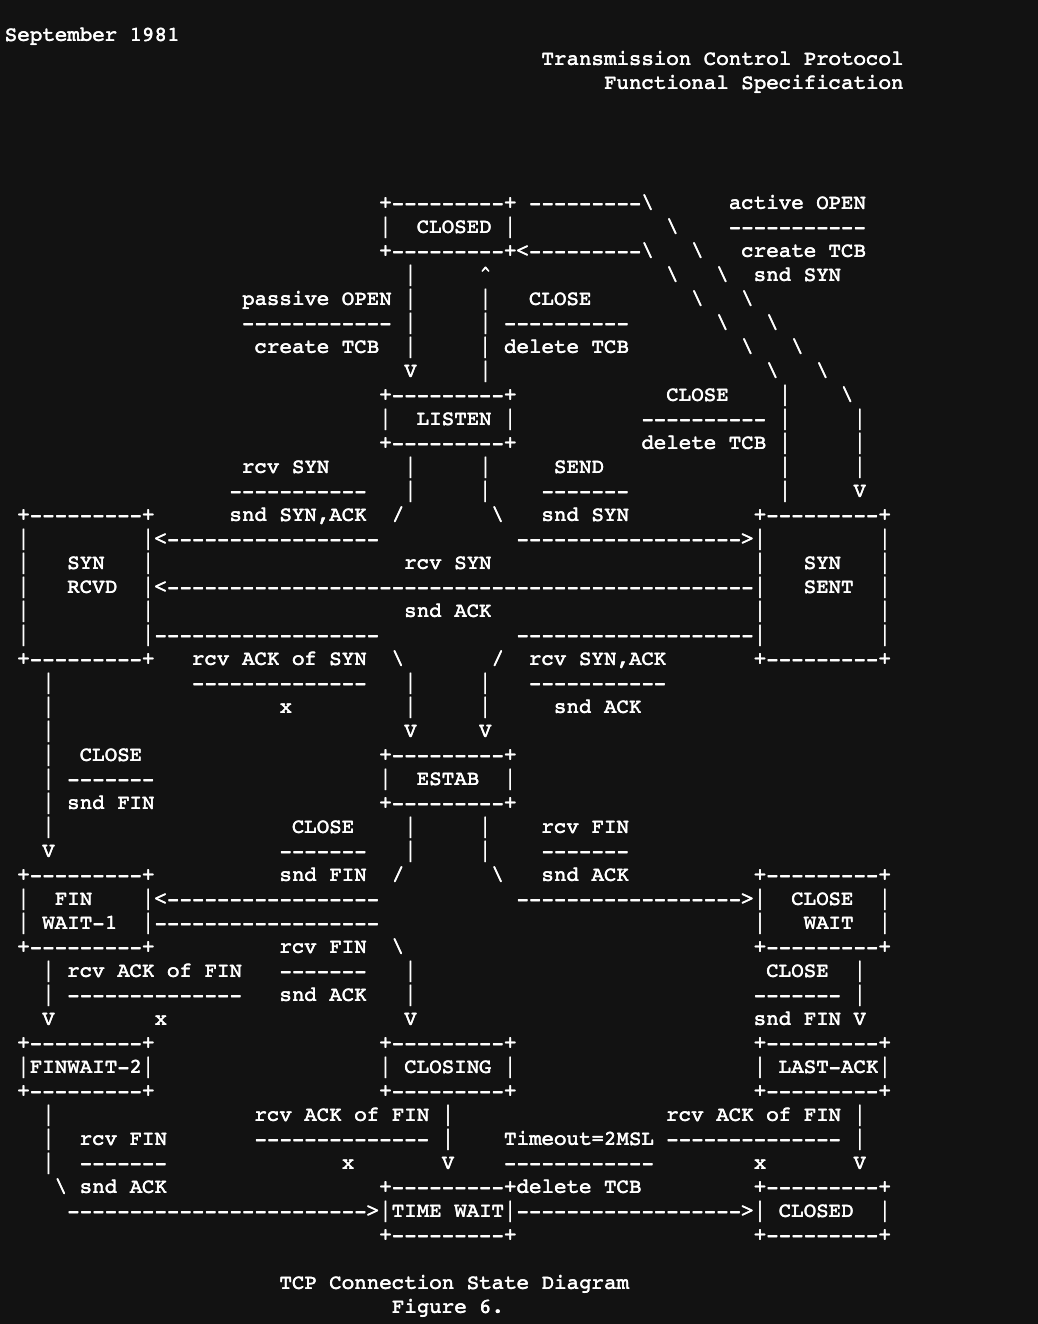 September 1981
                                           Transmission Control Protocol
                                                Functional Specification




                              +---------+ ---------\      active OPEN
                              |  CLOSED |            \    -----------
                              +---------+<---------\   \   create TCB
                                |     ^              \   \  snd SYN
                   passive OPEN |     |   CLOSE        \   \
                   ------------ |     | ----------       \   \
                    create TCB  |     | delete TCB         \   \
                                V     |                      \   \
                              +---------+            CLOSE    |    \
                              |  LISTEN |          ---------- |     |
                              +---------+          delete TCB |     |
                   rcv SYN      |     |     SEND              |     |
                  -----------   |     |    -------            |     V
 +---------+      snd SYN,ACK  /       \   snd SYN          +---------+
 |         |<-----------------           ------------------>|         |
 |   SYN   |                    rcv SYN                     |   SYN   |
 |   RCVD  |<-----------------------------------------------|   SENT  |
 |         |                    snd ACK                     |         |
 |         |------------------           -------------------|         |
 +---------+   rcv ACK of SYN  \       /  rcv SYN,ACK       +---------+
   |           --------------   |     |   -----------
   |                  x         |     |     snd ACK
   |                            V     V
   |  CLOSE                   +---------+
   | -------                  |  ESTAB  |
   | snd FIN                  +---------+
   |                   CLOSE    |     |    rcv FIN
   V                  -------   |     |    -------
 +---------+          snd FIN  /       \   snd ACK          +---------+
 |  FIN    |<-----------------           ------------------>|  CLOSE  |
 | WAIT-1  |------------------                              |   WAIT  |
 +---------+          rcv FIN  \                            +---------+
   | rcv ACK of FIN   -------   |                            CLOSE  |
   | --------------   snd ACK   |                           ------- |
   V        x                   V                           snd FIN V
 +---------+                  +---------+                   +---------+
 |FINWAIT-2|                  | CLOSING |                   | LAST-ACK|
 +---------+                  +---------+                   +---------+
   |                rcv ACK of FIN |                 rcv ACK of FIN |
   |  rcv FIN       -------------- |    Timeout=2MSL -------------- |
   |  -------              x       V    ------------        x       V
    \ snd ACK                 +---------+delete TCB         +---------+
     ------------------------>|TIME WAIT|------------------>| CLOSED  |
                              +---------+                   +---------+

                      TCP Connection State Diagram
                               Figure 6.